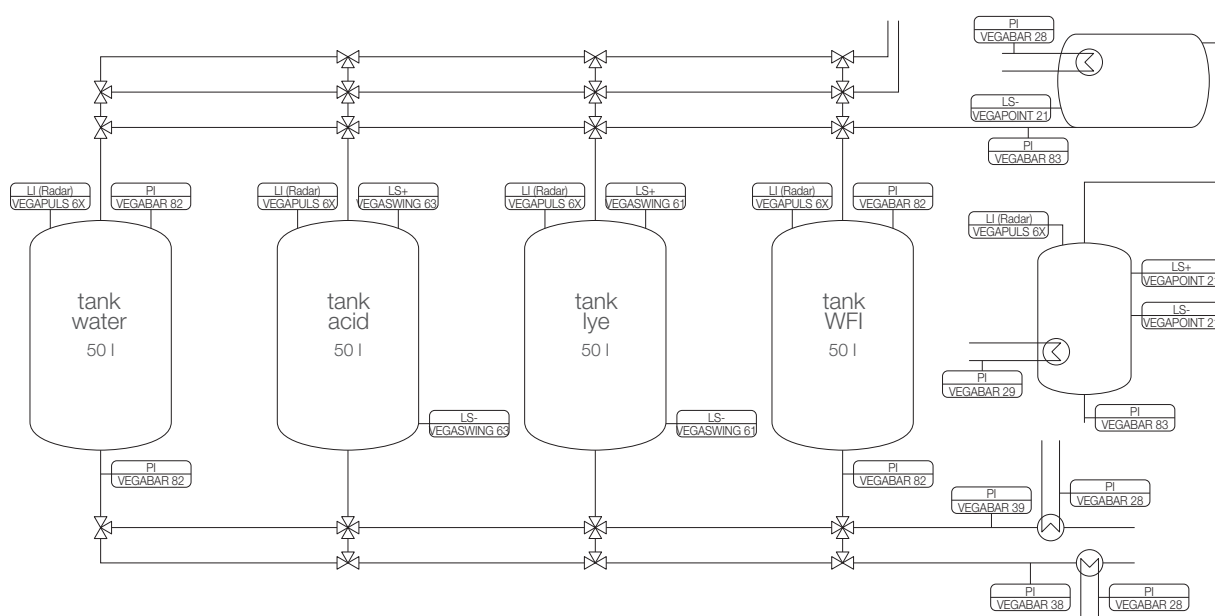 PI
VEGABAR 28
LS-
VEGAPOINT 21
PI
VEGABAR 83
LI (Radar)
VEGAPULS 6X
PI
VEGABAR 82
LI (Radar)
VEGAPULS 6X
LS+
VEGASWING 63
LI (Radar)
VEGAPULS 6X
LS+
VEGASWING 61
LI (Radar)
VEGAPULS 6X
PI
VEGABAR 82
LI (Radar)
VEGAPULS 6X
LS+
VEGAPOINT 21
LS-
VEGAPOINT 21
tank
water
50 l
tank
acid
50 l
tank
lye
50 l
tank
WFI
50 l
PI
VEGABAR 29
LS-
VEGASWING 63
LS-
VEGASWING 61
PI
VEGABAR 83
PI
VEGABAR 82
PI
VEGABAR 82
PI
VEGABAR 39
PI
VEGABAR 28
PI
VEGABAR 38
PI
VEGABAR 28